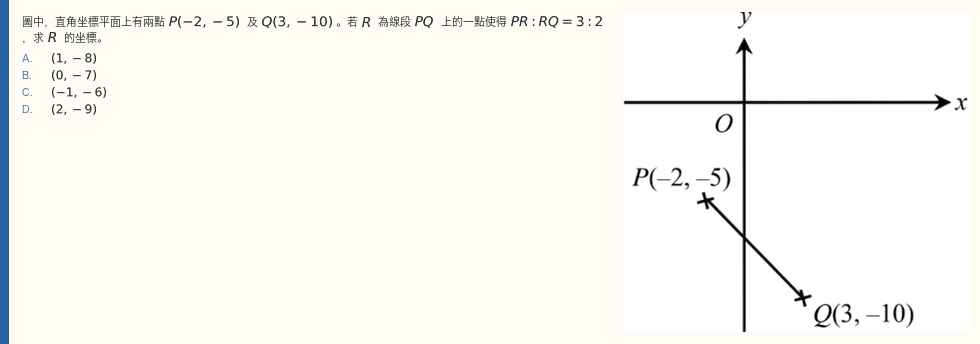 圖中，直角坐標平面上有兩點 P(−2, − 5) 及 Q(3, − 10)。若 R 為線段 PQ 上的一點使得 PR : RQ = 3 : 2
，求 R 的坐標。
A. (1, − 8)
B. (0, − 7)
C. (−1, − 6)
D. (2, − 9)
y
x
O
P(–2, –5)
Q(3, –10)